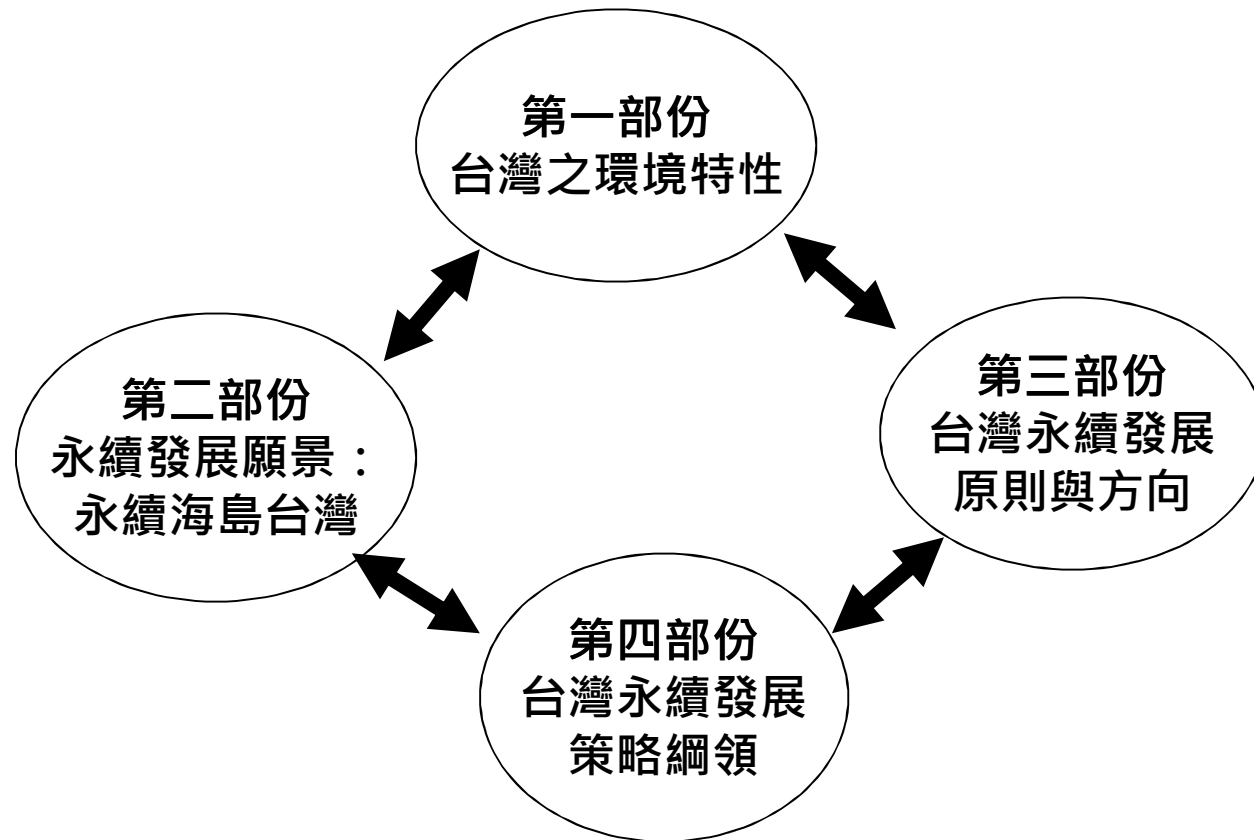 第一部份
台灣之環境特性
第二部份
永續發展願景：
永續海島台灣
第三部份
台灣永續發展
原則與方向
第四部份
台灣永續發展
策略綱領